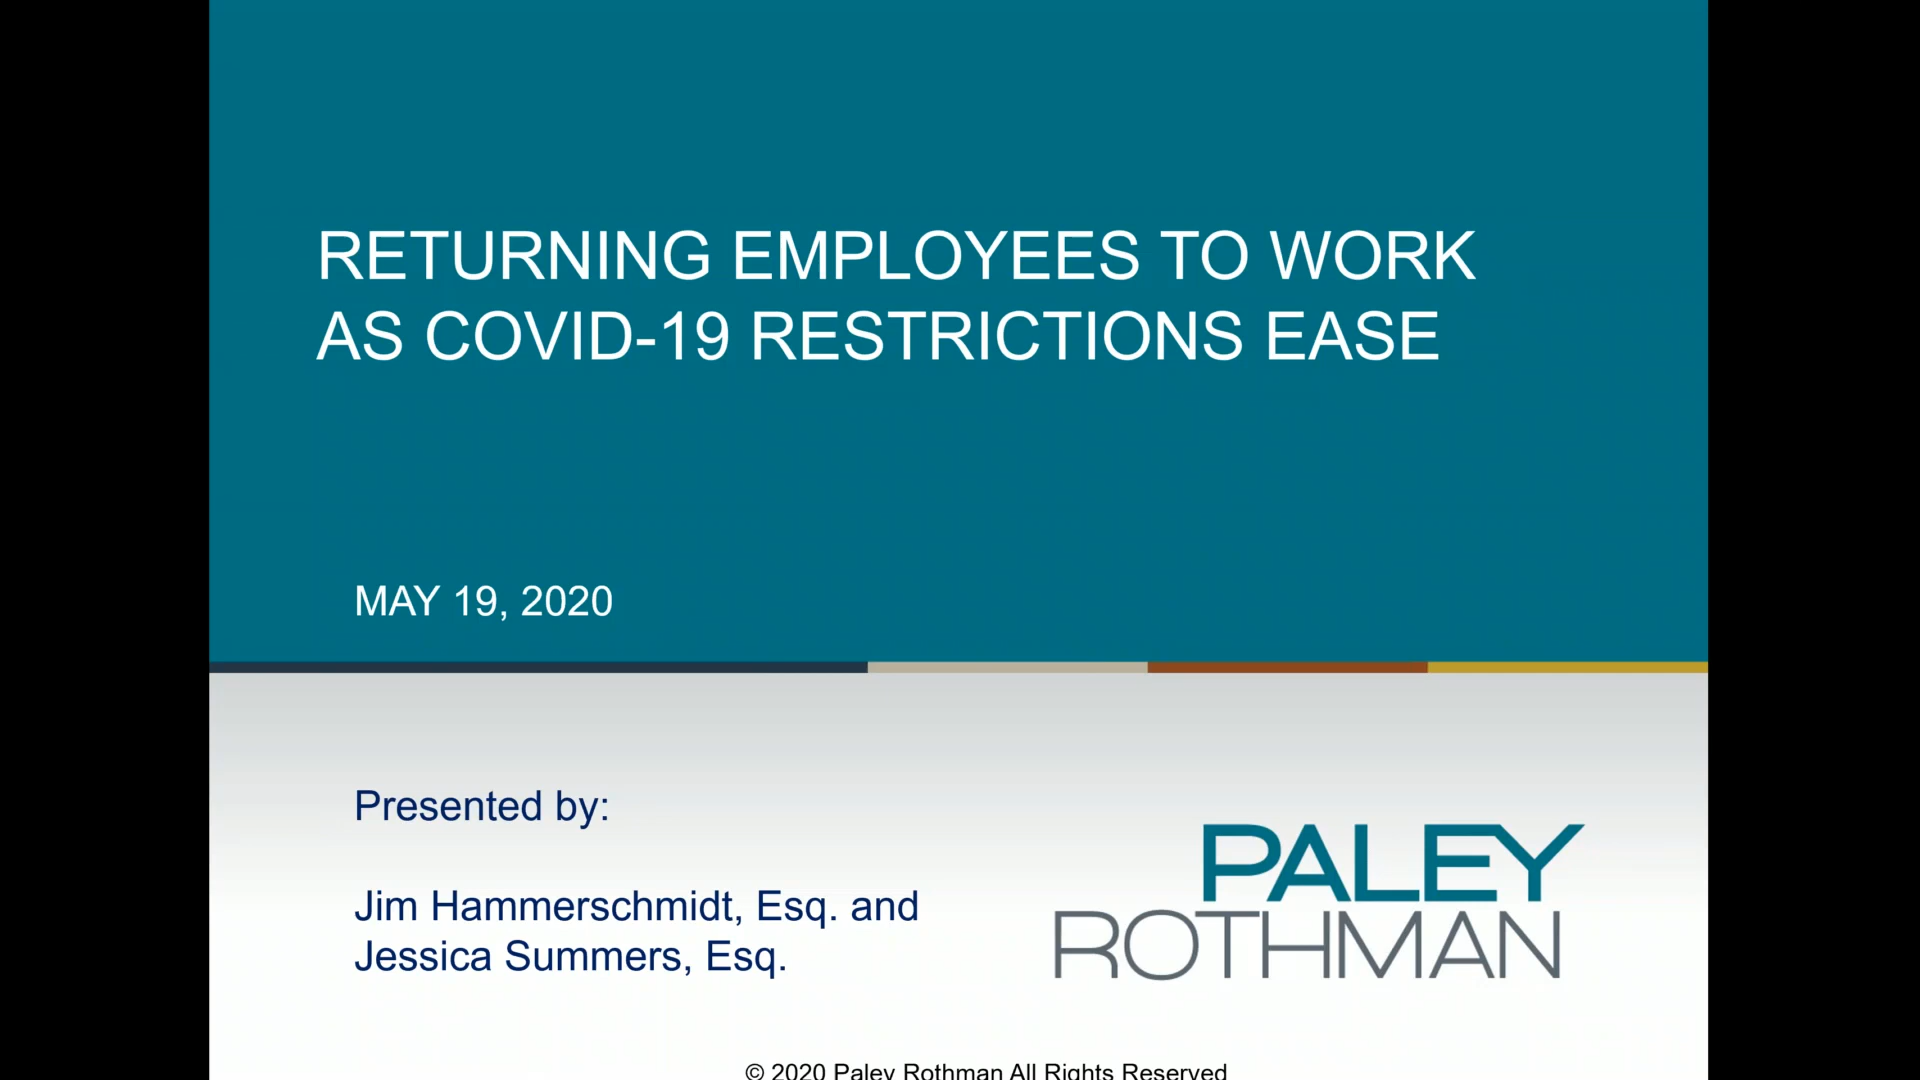 RETURNING EMPLOYEES TO WORK
AS COVID-19 RESTRICTIONS EASE
MAY 19, 2020
Presented by:
Jim Hammerschmidt, Esq. and
Jessica Summers, Esq.
PALEY
ROTHMAN
© 2020 Paley Rothman All Rights Reserved